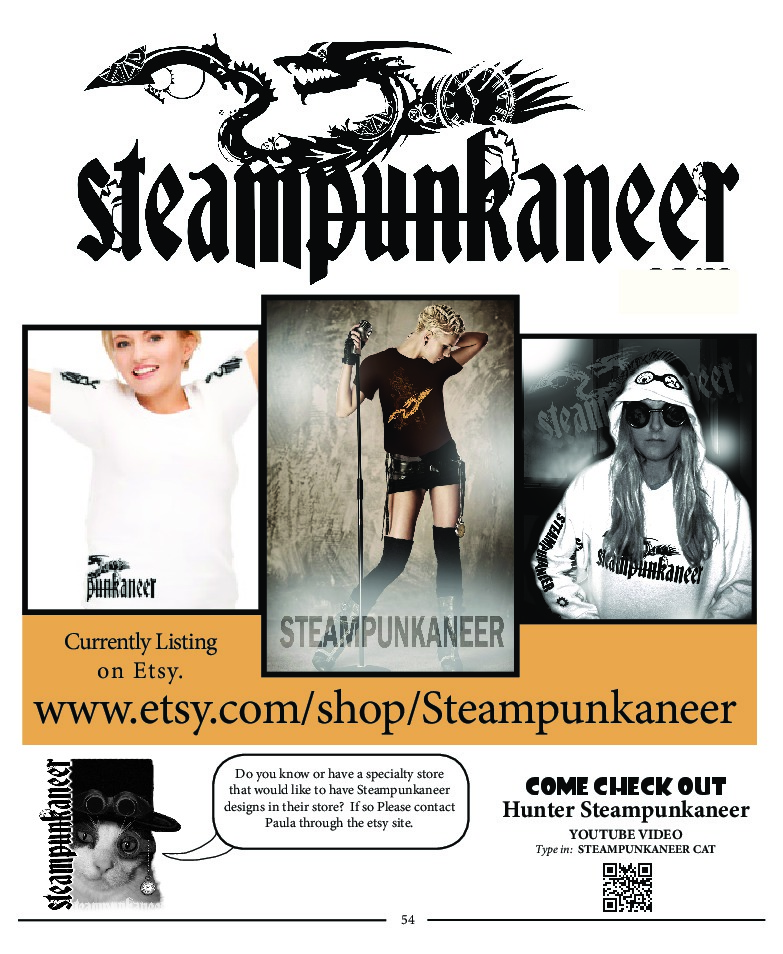 steampunkaneer
steampunkaneer
punkaneer
STEAMPUNKANEER
STEAMPUNKANEER
steampunkaneer
Currently Listing
on Etsy.
www.etsy.com/shop/Steampunkaneer
steampunkaneer
Do you know or have a specialty store
that would like to have Steampunkaneer
designs in their store? If so Please contact
Paula through the etsy site.
COME CHECK OUT
Hunter Steampunkaneer
YOUTUBE VIDEO
Type in: STEAMPUNKANEER CAT
54